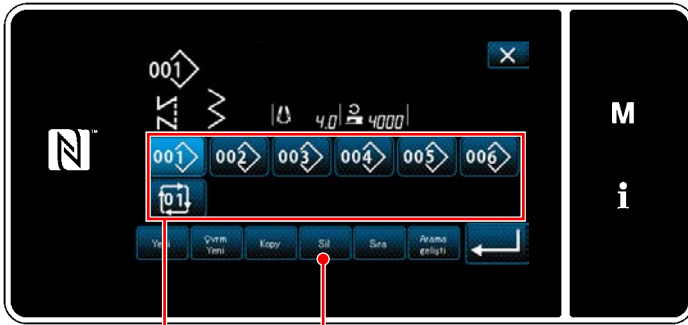 001
4.0 4000
001 002 003 004 005 006
01
Yeni Çvrm Yeni Kopy Sil Sıra Arama gelişti
M
i
N
™